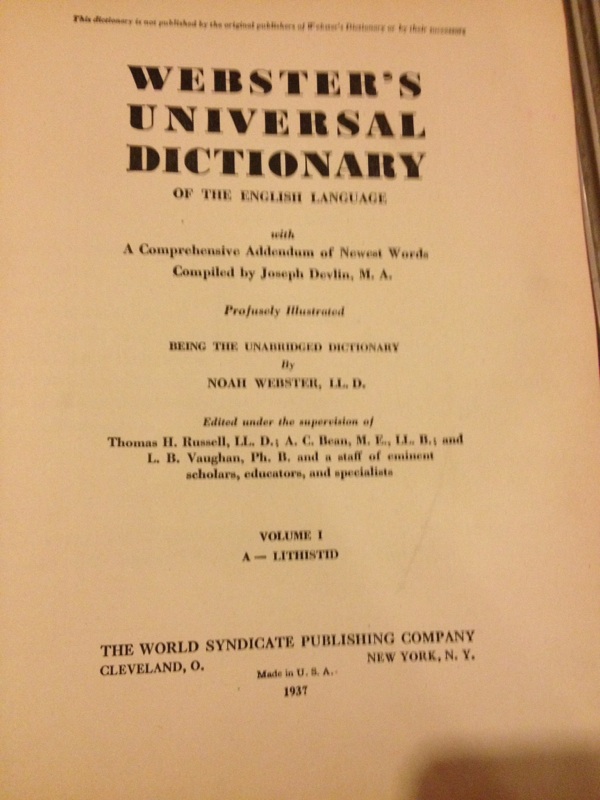 This dictionary is not published by the original publishers of Webster's Dictionary or by their successors
WEBSTER'S
UNIVERSAL
DICTIONARY
OF THE ENGLISH LANGUAGE
with
A Comprehensive Addendum of Newest Words
Compiled by Joseph Devlin, M. A.
Profusely Illustrated
BEING THE UNABRIDGED DICTIONARY
By
NOAH WEBSTER, LL. D.
Edited under the supervision of
Thomas H. Russell, LL. D.; A. C. Bean, M. E., LL. B.; and
L. B. Vaughan, Ph. B. and a staff of eminent
scholars, educators, and specialists
VOLUME I
A — LITHISTID
THE WORLD SYNDICATE PUBLISHING COMPANY
CLEVELAND, O. NEW YORK, N. Y.
Made in U. S. A.
1937